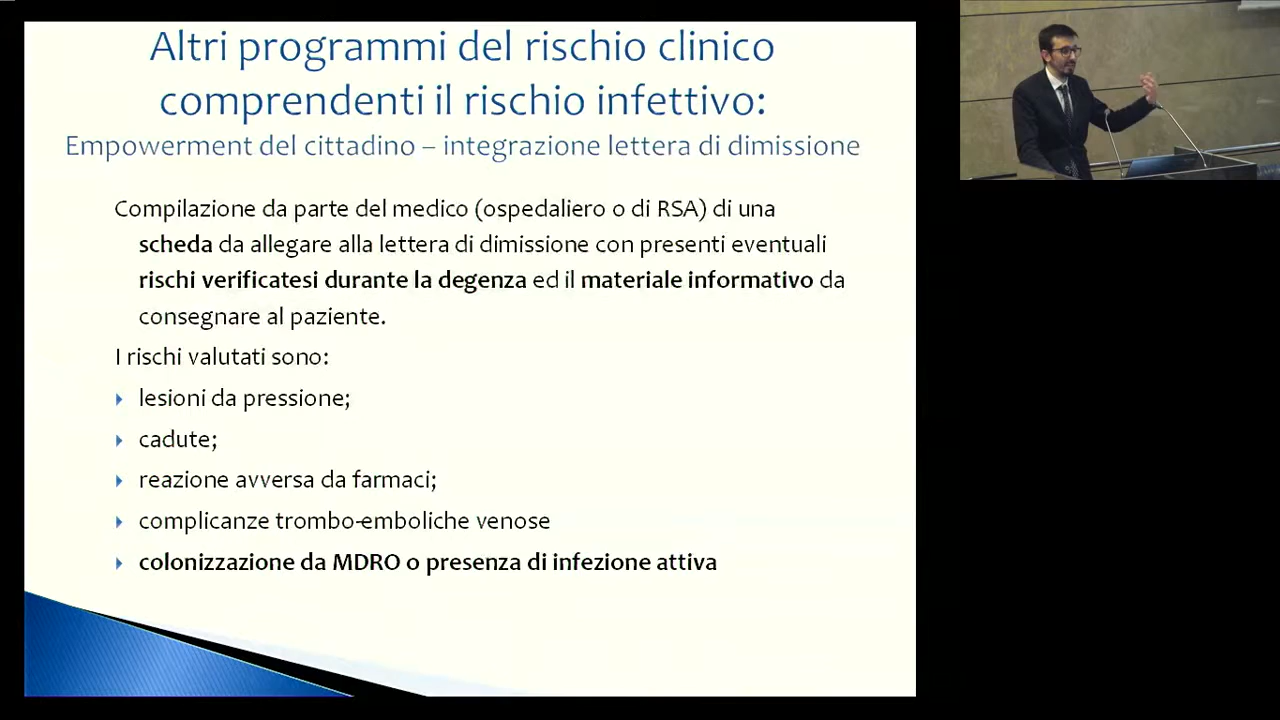 Altri programmi del rischio clinico
comprendenti il rischio infettivo:
Empowerment del cittadino – integrazione lettera di dimissione
Compilazione da parte del medico (ospedaliero o di RSA) di una
scheda da allegare alla lettera di dimissione con presenti eventuali
rischi verificatesi durante la degenza ed il materiale informativo da
consegnare al paziente.
I rischi valutati sono:
lesioni da pressione;
cadute;
reazione avversa da farmaci;
complicanze trombo-emboliche venose
colonizzazione da MDRO o presenza di infezione attiva